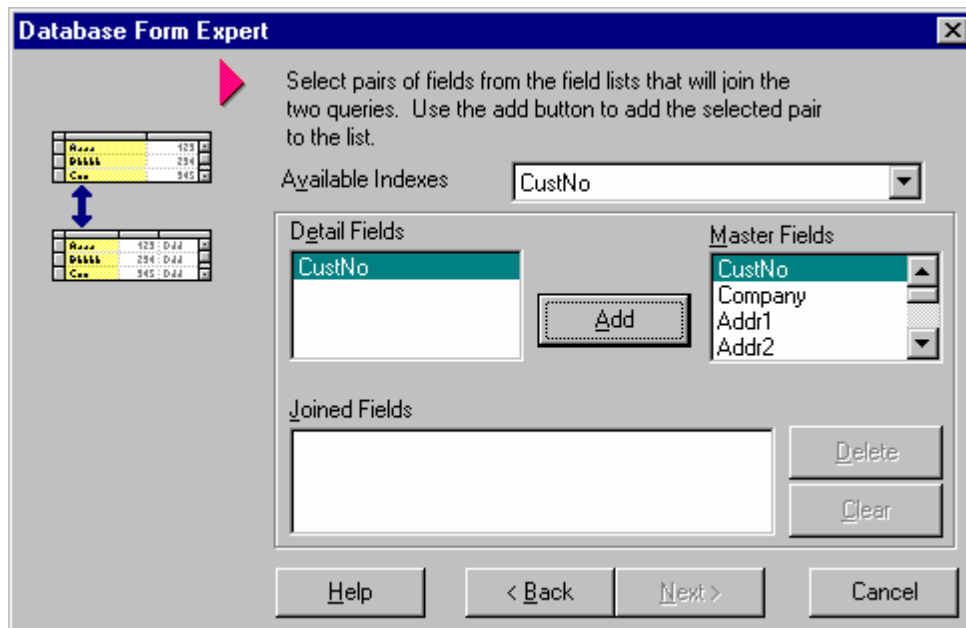 Database Form Expert
Select pairs of fields from the field lists that will join the
two queries. Use the add button to add the selected pair
to the list.
Available Indexes
CustNo
Detail Fields
CustNo
Add
Master Fields
CustNo
Company
Addr1
Addr2
Joined Fields
Delete
Clear
Help
< Back
Next >
Cancel